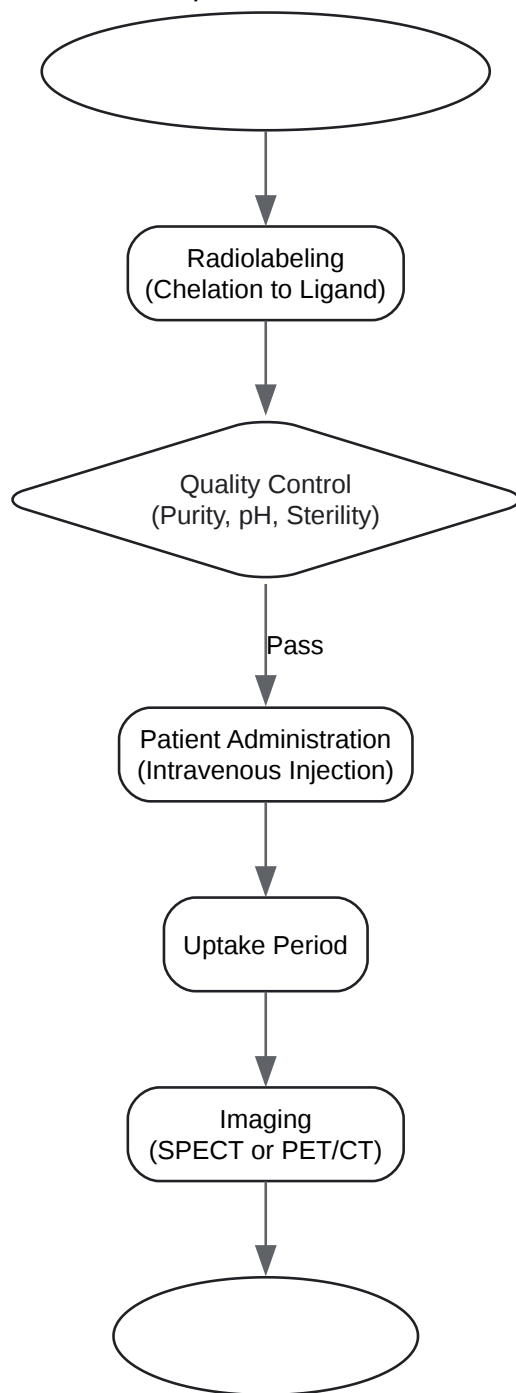 Radiolabeling
(Chelation to Ligand)
Quality Control
(Purity, pH, Sterility)
Pass
Patient Administration
(Intravenous Injection)
Uptake Period
Imaging
(SPECT or PET/CT)